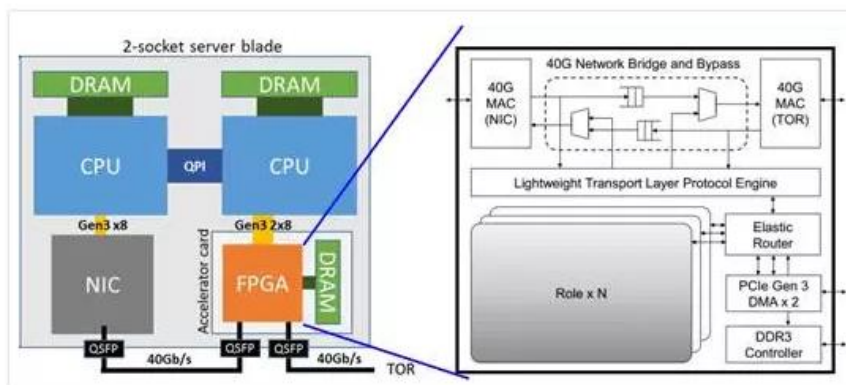 2-socket server blade
DRAM
DRAM
CPU
QPI
CPU
Gen3 x8
Gen3 2x8
NIC
Accelerator card
FPGA
DRAM
QSFP
QSFP
QSFP
40Gb/s
40Gb/s
TOR
40G Network Bridge and Bypass
40G
MAC
(NIC)
40G
MAC
(TOR)
Lightweight Transport Layer Protocol Engine
Elastic
Router
Role x N
PCIe Gen 3
DMA x 2
DDR3
Controller